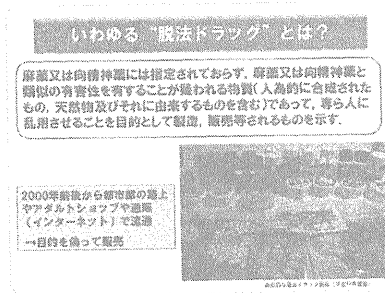 いわゆる“脱法ドラッグ”とは？
麻薬又は向精神薬には指定されておらず，麻薬又は向精神薬と
類似の有害性を有することが疑われる物質（人為的に合成された
もの，天然物及びそれに由来するものを含む）であって，専ら人に
乱用させることを目的として製造，販売等されるものを示す．
2000年前後から都市部の路上
やアダルトショップや通販
（インターネット）で流通
→目的を偽って販売